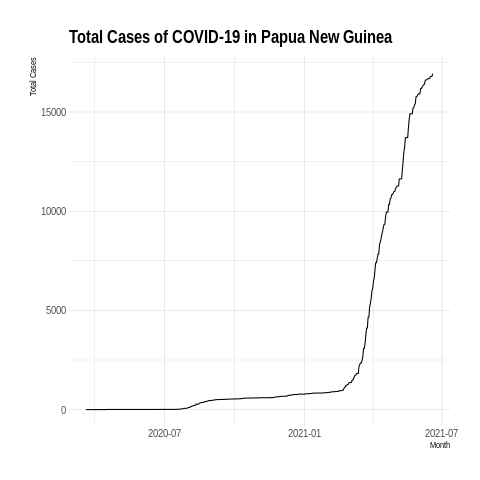 Total Cases of COVID-19 in Papua New Guinea
Total Cases
15000
10000
5000
0
2020-07
2021-01
2021-07
Month